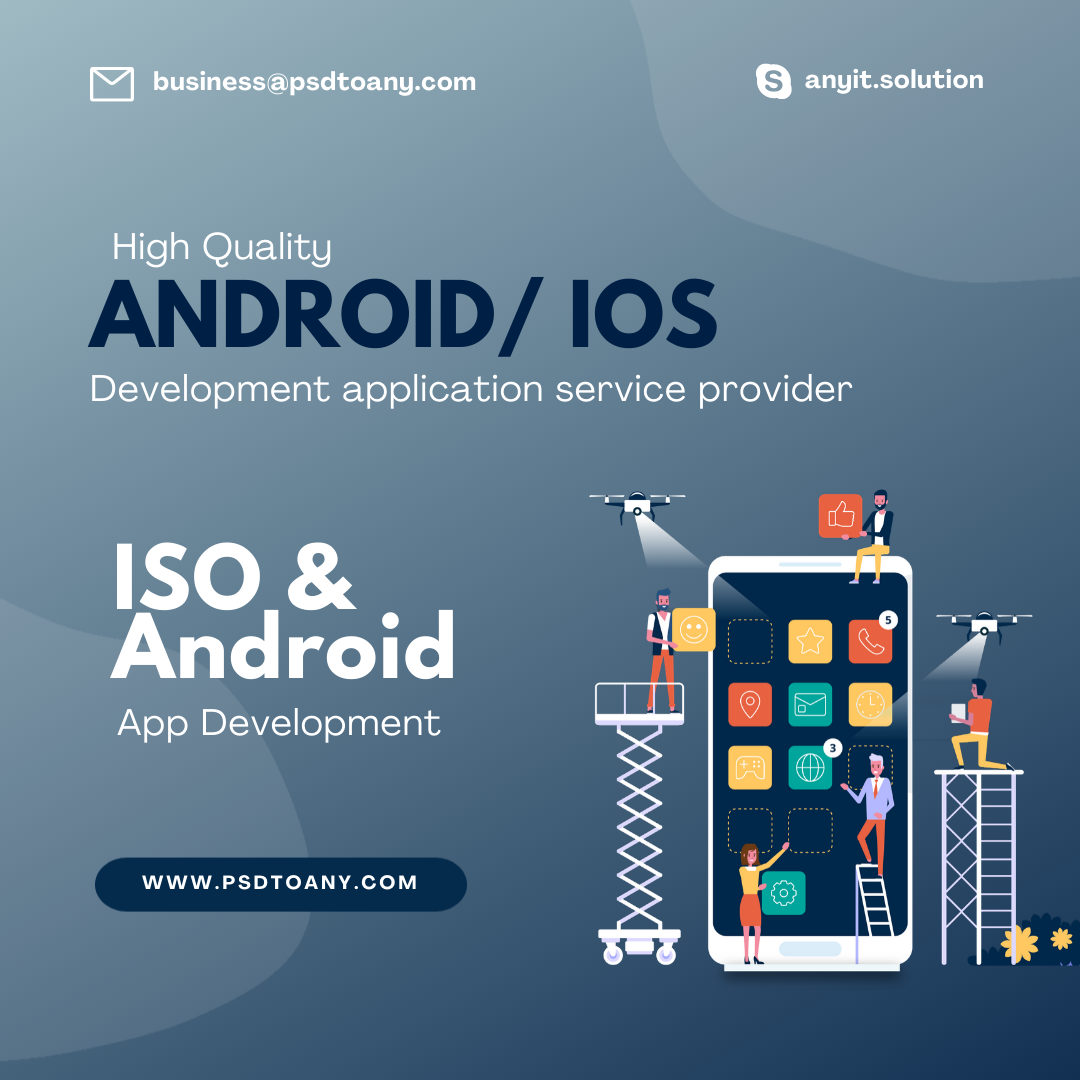 business@psdtoany.com
anyit.solution
High Quality
ANDROID/ IOS
Development application service provider
ISO &
Android
App Development
WWW.PSDTOANY.COM
5
3